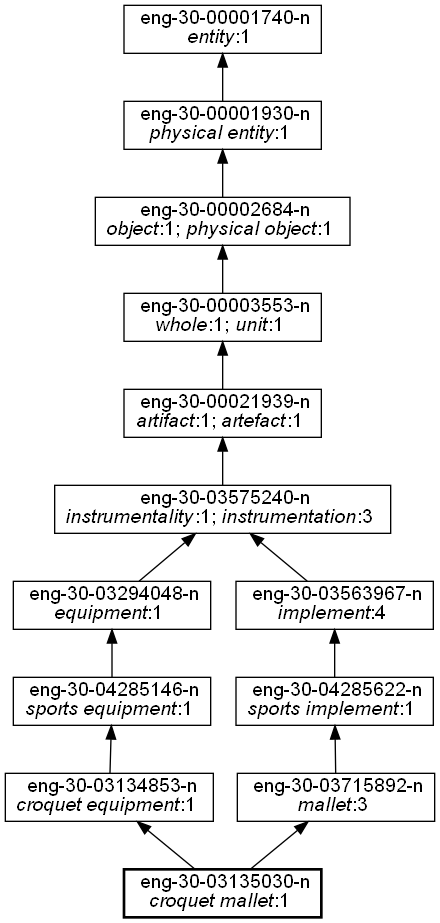 eng-30-00001740-n
entity:1
eng-30-00001930-n
physical entity:1
eng-30-00002684-n
object:1; physical object:1
eng-30-00003553-n
whole:1; unit:1
eng-30-00021939-n
artifact:1; artefact:1
eng-30-03575240-n
instrumentality:1; instrumentation:3
eng-30-03294048-n
equipment:1
eng-30-03563967-n
implement:4
eng-30-04285146-n
sports equipment:1
eng-30-04285622-n
sports implement:1
eng-30-03134853-n
croquet equipment:1
eng-30-03715892-n
mallet:3
eng-30-03135030-n
croquet mallet:1